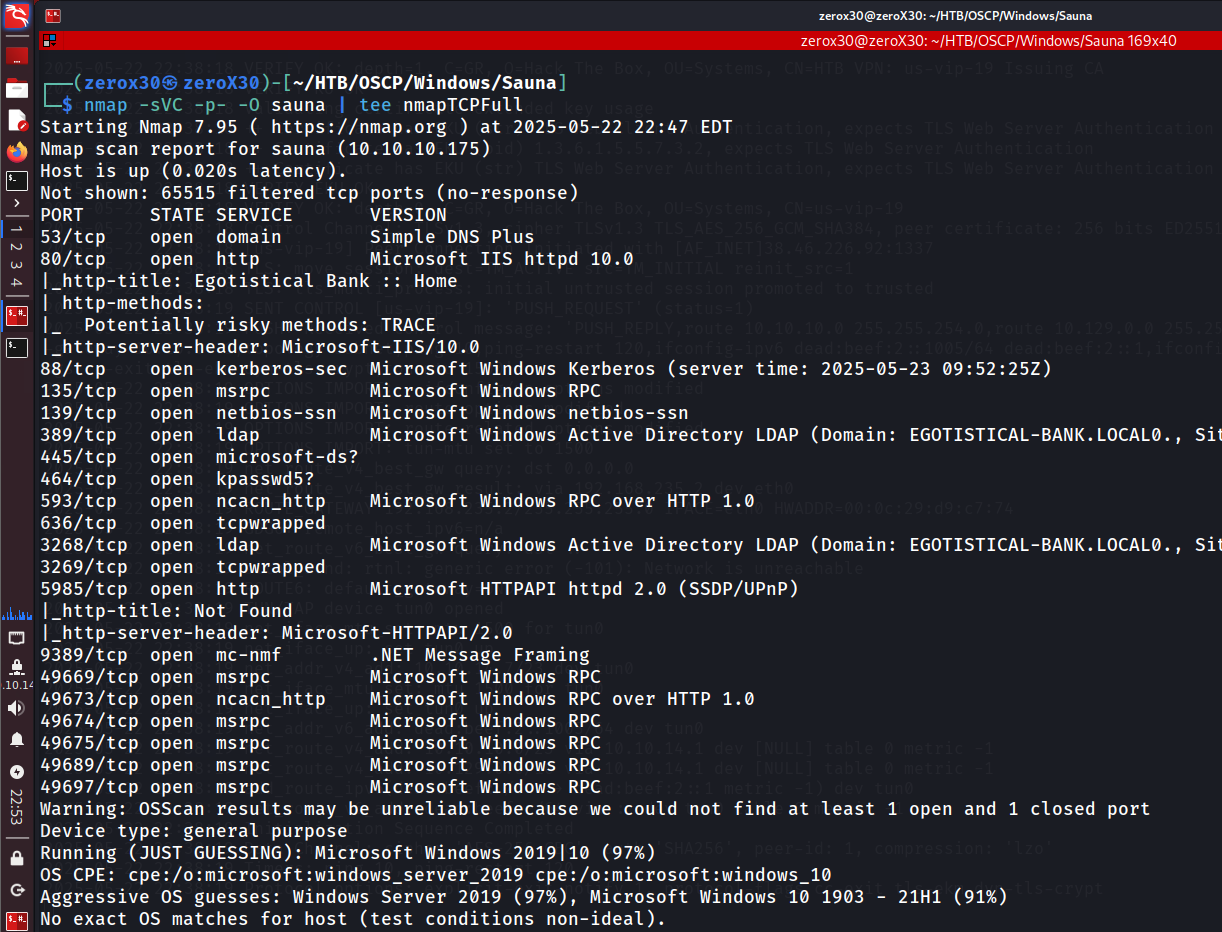 zerox30@zeroX30: ~/HTB/OSCP/Windows/Sauna
zerox30@zeroX30: ~/HTB/OSCP/Windows/Sauna 169x40
┌──(zerox30㉿zeroX30)-[~/HTB/OSCP/Windows/Sauna]
└─$ nmap -sVC -p- -O sauna | tee nmapTCPFull
Starting Nmap 7.95 ( https://nmap.org ) at 2025-05-22 22:47 EDT
Nmap scan report for sauna (10.10.10.175)
Host is up (0.020s latency).
Not shown: 65515 filtered tcp ports (no-response)
PORT      STATE SERVICE       VERSION
53/tcp    open  domain        Simple DNS Plus
80/tcp    open  http          Microsoft IIS httpd 10.0
|_http-title: Egotistical Bank :: Home
| http-methods:
|_  Potentially risky methods: TRACE
|_http-server-header: Microsoft-IIS/10.0
88/tcp    open  kerberos-sec  Microsoft Windows Kerberos (server time: 2025-05-23 09:52:25Z)
135/tcp   open  msrpc         Microsoft Windows RPC
139/tcp   open  netbios-ssn   Microsoft Windows netbios-ssn
389/tcp   open  ldap          Microsoft Windows Active Directory LDAP (Domain: EGOTISTICAL-BANK.LOCAL0., Sit
445/tcp   open  microsoft-ds?
464/tcp   open  kpasswd5?
593/tcp   open  ncacn_http    Microsoft Windows RPC over HTTP 1.0
636/tcp   open  tcpwrapped
3268/tcp  open  ldap          Microsoft Windows Active Directory LDAP (Domain: EGOTISTICAL-BANK.LOCAL0., Sit
3269/tcp  open  tcpwrapped
5985/tcp  open  http          Microsoft HTTPAPI httpd 2.0 (SSDP/UPnP)
|_http-title: Not Found
|_http-server-header: Microsoft-HTTPAPI/2.0
9389/tcp  open  mc-nmf        .NET Message Framing
49669/tcp open  msrpc         Microsoft Windows RPC
49673/tcp open  ncacn_http    Microsoft Windows RPC over HTTP 1.0
49674/tcp open  msrpc         Microsoft Windows RPC
49675/tcp open  msrpc         Microsoft Windows RPC
49689/tcp open  msrpc         Microsoft Windows RPC
49697/tcp open  msrpc         Microsoft Windows RPC
Warning: OSScan results may be unreliable because we could not find at least 1 open and 1 closed port
Device type: general purpose
Running (JUST GUESSING): Microsoft Windows 2019|10 (97%)
OS CPE: cpe:/o:microsoft:windows_server_2019 cpe:/o:microsoft:windows_10
Aggressive OS guesses: Windows Server 2019 (97%), Microsoft Windows 10 1903 - 21H1 (91%)
No exact OS matches for host (test conditions non-ideal).
1
2
3
4
.10.14
22:53